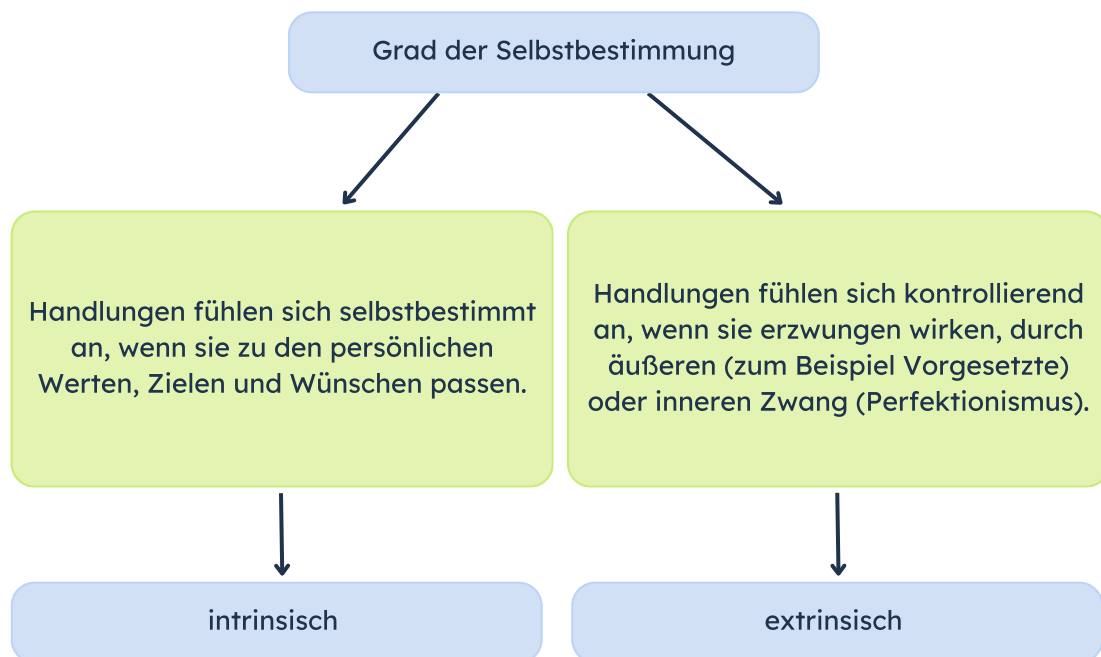 Grad der Selbstbestimmung
Handlungen fühlen sich selbstbestimmt
an, wenn sie zu den persönlichen
Werten, Zielen und Wünschen passen.
Handlungen fühlen sich kontrollierend
an, wenn sie erzwungen wirken, durch
äußeren (zum Beispiel Vorgesetzte)
oder inneren Zwang (Perfektionismus).
intrinsisch
extrinsisch